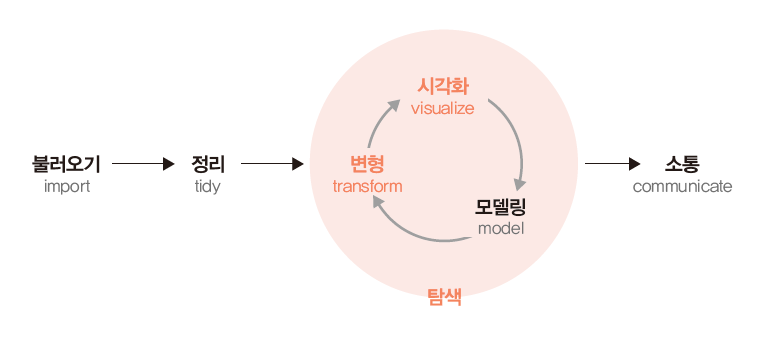 시각화
visualize
불러오기
import
정리
tidy
변형
transform
소통
communicate
모델링
model
탐색